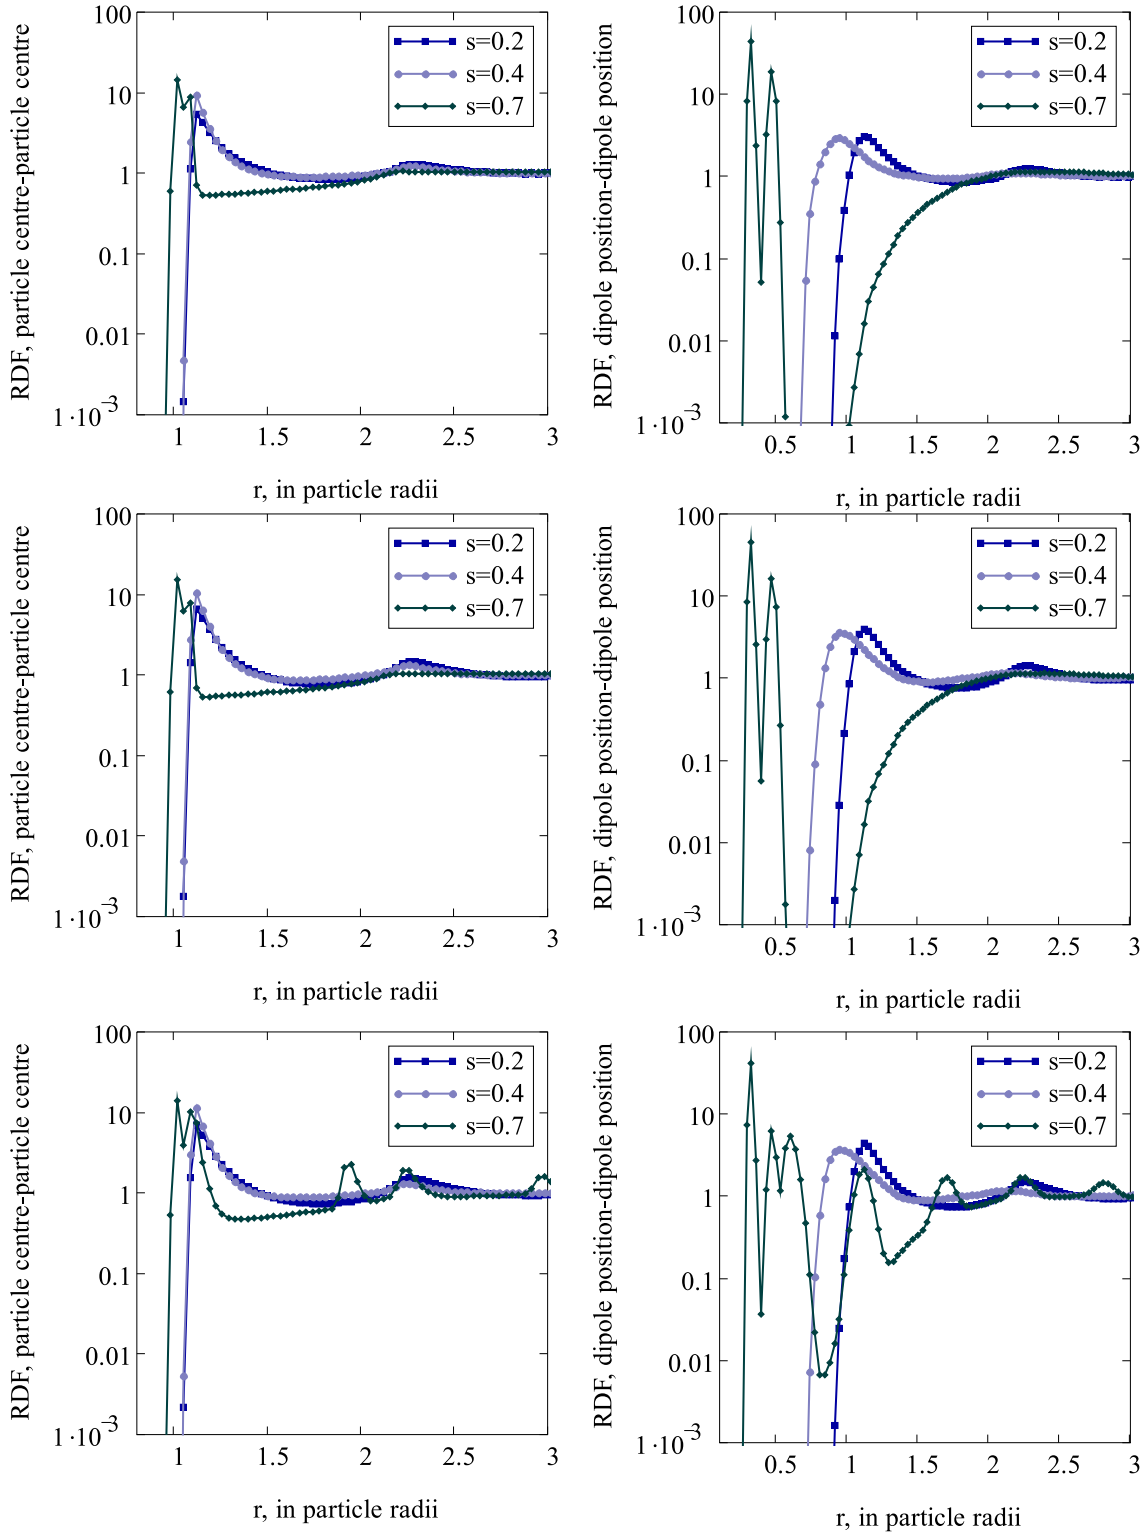 RDF, particle centre-particle centre
100
10
1
0.1
0.01
1·10⁻³
s=0.2
s=0.4
s=0.7
1 1.5 2 2.5 3
r, in particle radii
RDF, dipole position-dipole position
100
10
1
0.1
0.01
1·10⁻³
s=0.2
s=0.4
s=0.7
0.5 1 1.5 2 2.5 3
r, in particle radii
RDF, particle centre-particle centre
100
10
1
0.1
0.01
1·10⁻³
s=0.2
s=0.4
s=0.7
1 1.5 2 2.5 3
r, in particle radii
RDF, dipole position-dipole position
100
10
1
0.1
0.01
1·10⁻³
s=0.2
s=0.4
s=0.7
0.5 1 1.5 2 2.5 3
r, in particle radii
RDF, particle centre-particle centre
100
10
1
0.1
0.01
1·10⁻³
s=0.2
s=0.4
s=0.7
1 1.5 2 2.5 3
r, in particle radii
RDF, dipole position-dipole position
100
10
1
0.1
0.01
1·10⁻³
s=0.2
s=0.4
s=0.7
0.5 1 1.5 2 2.5 3
r, in particle radii